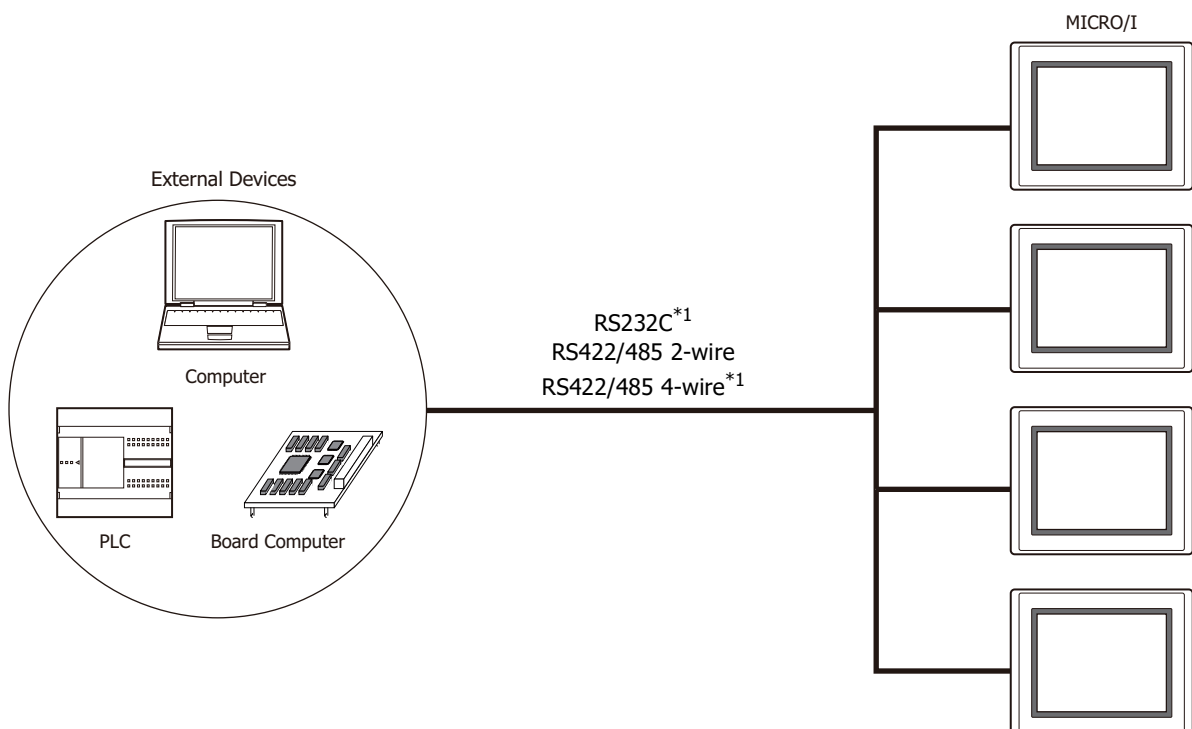 MICRO/I
External Devices
Computer
PLC
Board Computer
RS232C*1
RS422/485 2-wire
RS422/485 4-wire*1